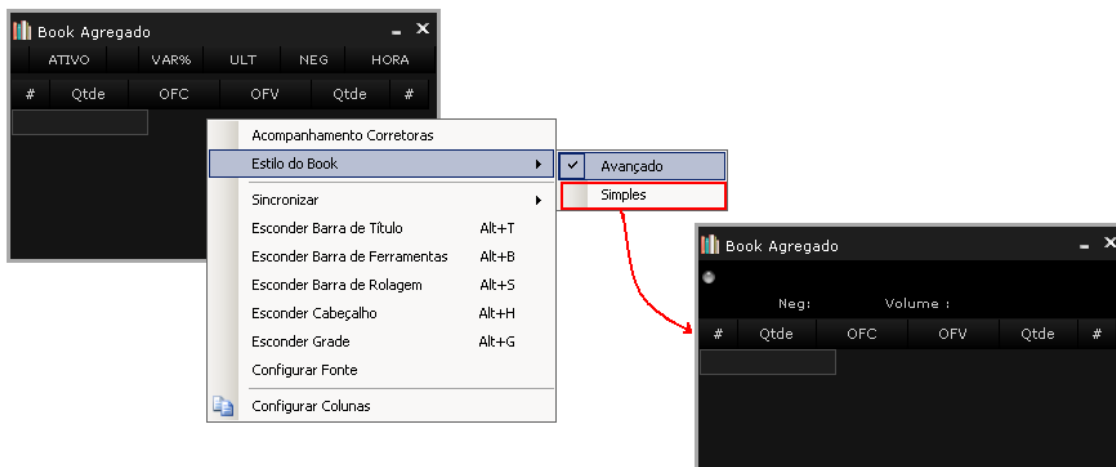 Book Agregado
ATIVO VAR% ULT NEG HORA
# Qtde OFC OFV Qtde #
Acompanhamento Corretoras
Estilo do Book
Avançado
Simples
Sincronizar
Esconder Barra de Título Alt+T
Esconder Barra de Ferramentas Alt+B
Esconder Barra de Rolagem Alt+S
Esconder Cabeçalho Alt+H
Esconder Grade Alt+G
Configurar Fonte
Configurar Colunas
Book Agregado
Neg: Volume :
# Qtde OFC OFV Qtde #